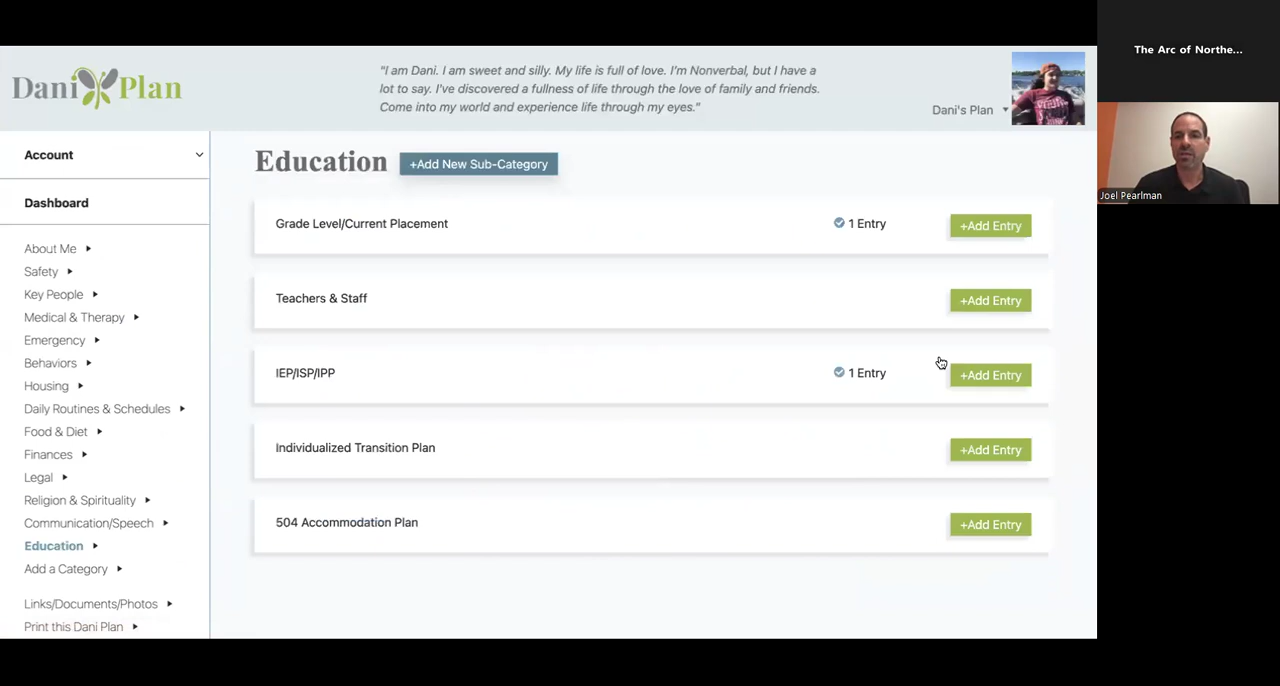 DaniPlan
"I am Dani. I am sweet and silly. My life is full of love. I'm Nonverbal, but I have a
lot to say. I've discovered a fullness of life through the love of family and friends.
Come into my world and experience life through my eyes."
Dani's Plan
The Arc of Northe...
Joel Pearlman
Account
Dashboard
About Me
Safety
Key People
Medical & Therapy
Emergency
Behaviors
Housing
Daily Routines & Schedules
Food & Diet
Finances
Legal
Religion & Spirituality
Communication/Speech
Education
Add a Category
Links/Documents/Photos
Print this Dani Plan
Education +Add New Sub-Category
Grade Level/Current Placement 1 Entry +Add Entry
Teachers & Staff +Add Entry
IEP/ISP/IPP 1 Entry +Add Entry
Individualized Transition Plan +Add Entry
504 Accommodation Plan +Add Entry